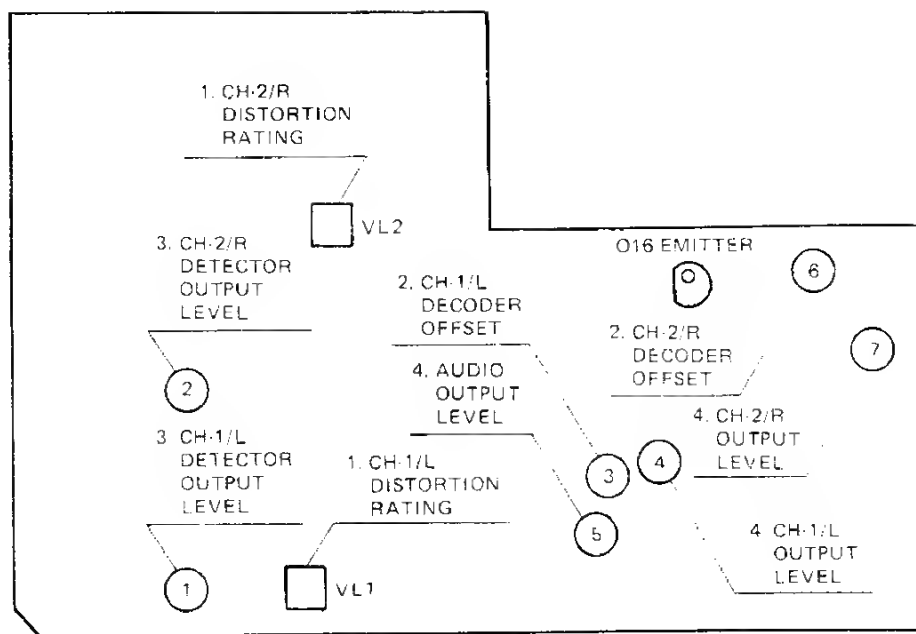 1. CH-2/R
DISTORTION
RATING
VL2
3. CH-2/R
DETECTOR
OUTPUT
LEVEL
2
O16 EMITTER
6
2. CH-1/L
DECODER
OFFSET
2. CH-2/R
DECODER
OFFSET
7
4. AUDIO
OUTPUT
LEVEL
4. CH-2/R
OUTPUT
LEVEL
3 CH-1/L
DETECTOR
OUTPUT
LEVEL
1. CH-1/L
DISTORTION
RATING
3
4
5
4 CH-1/L
OUTPUT
LEVEL
1
VL1